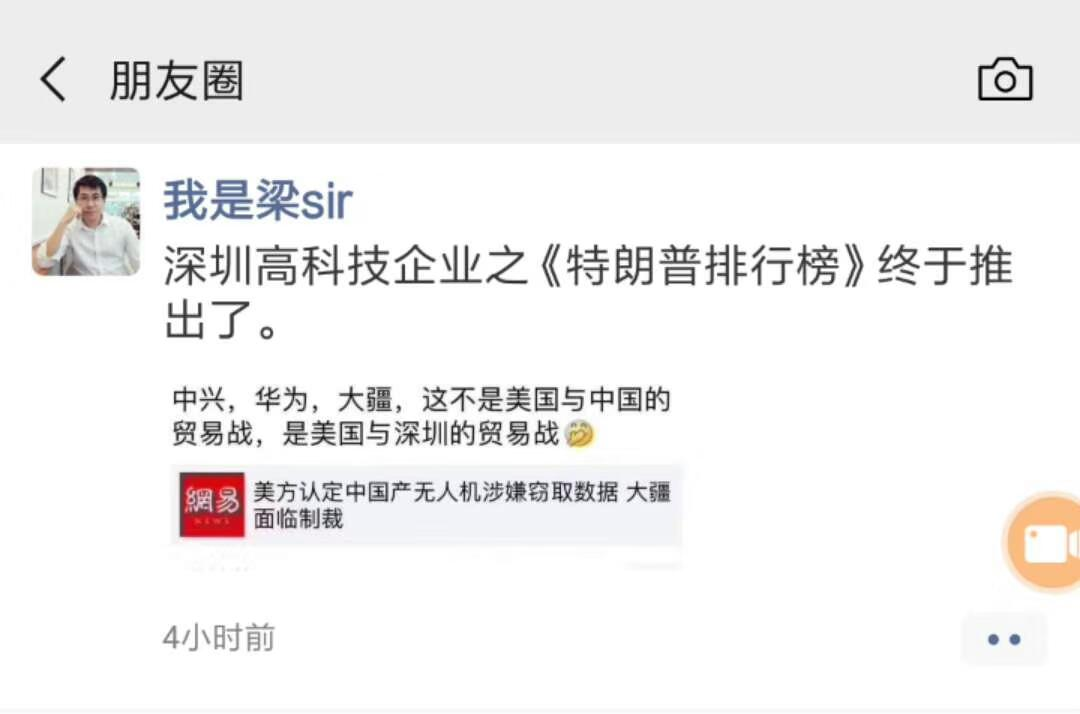 朋友圈
我是梁sir
深圳高科技企业之《特朗普排行榜》终于推
出了。
中兴，华为，大疆，这不是美国与中国的
贸易战，是美国与深圳的贸易战🤭
網易
NEWS
美方认定中国产无人机涉嫌窃取数据 大疆
面临制裁
4小时前